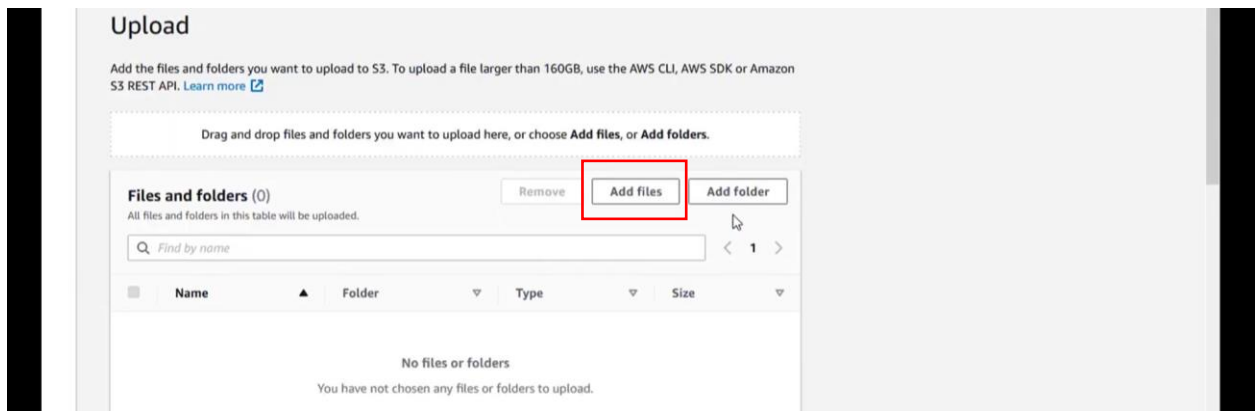 Upload
Add the files and folders you want to upload to S3. To upload a file larger than 160GB, use the AWS CLI, AWS SDK or Amazon
S3 REST API. Learn more
Drag and drop files and folders you want to upload here, or choose Add files, or Add folders.
Files and folders (0)
Remove
Add files
Add folder
All files and folders in this table will be uploaded.
Find by name
1
Name
Folder
Type
Size
No files or folders
You have not chosen any files or folders to upload.